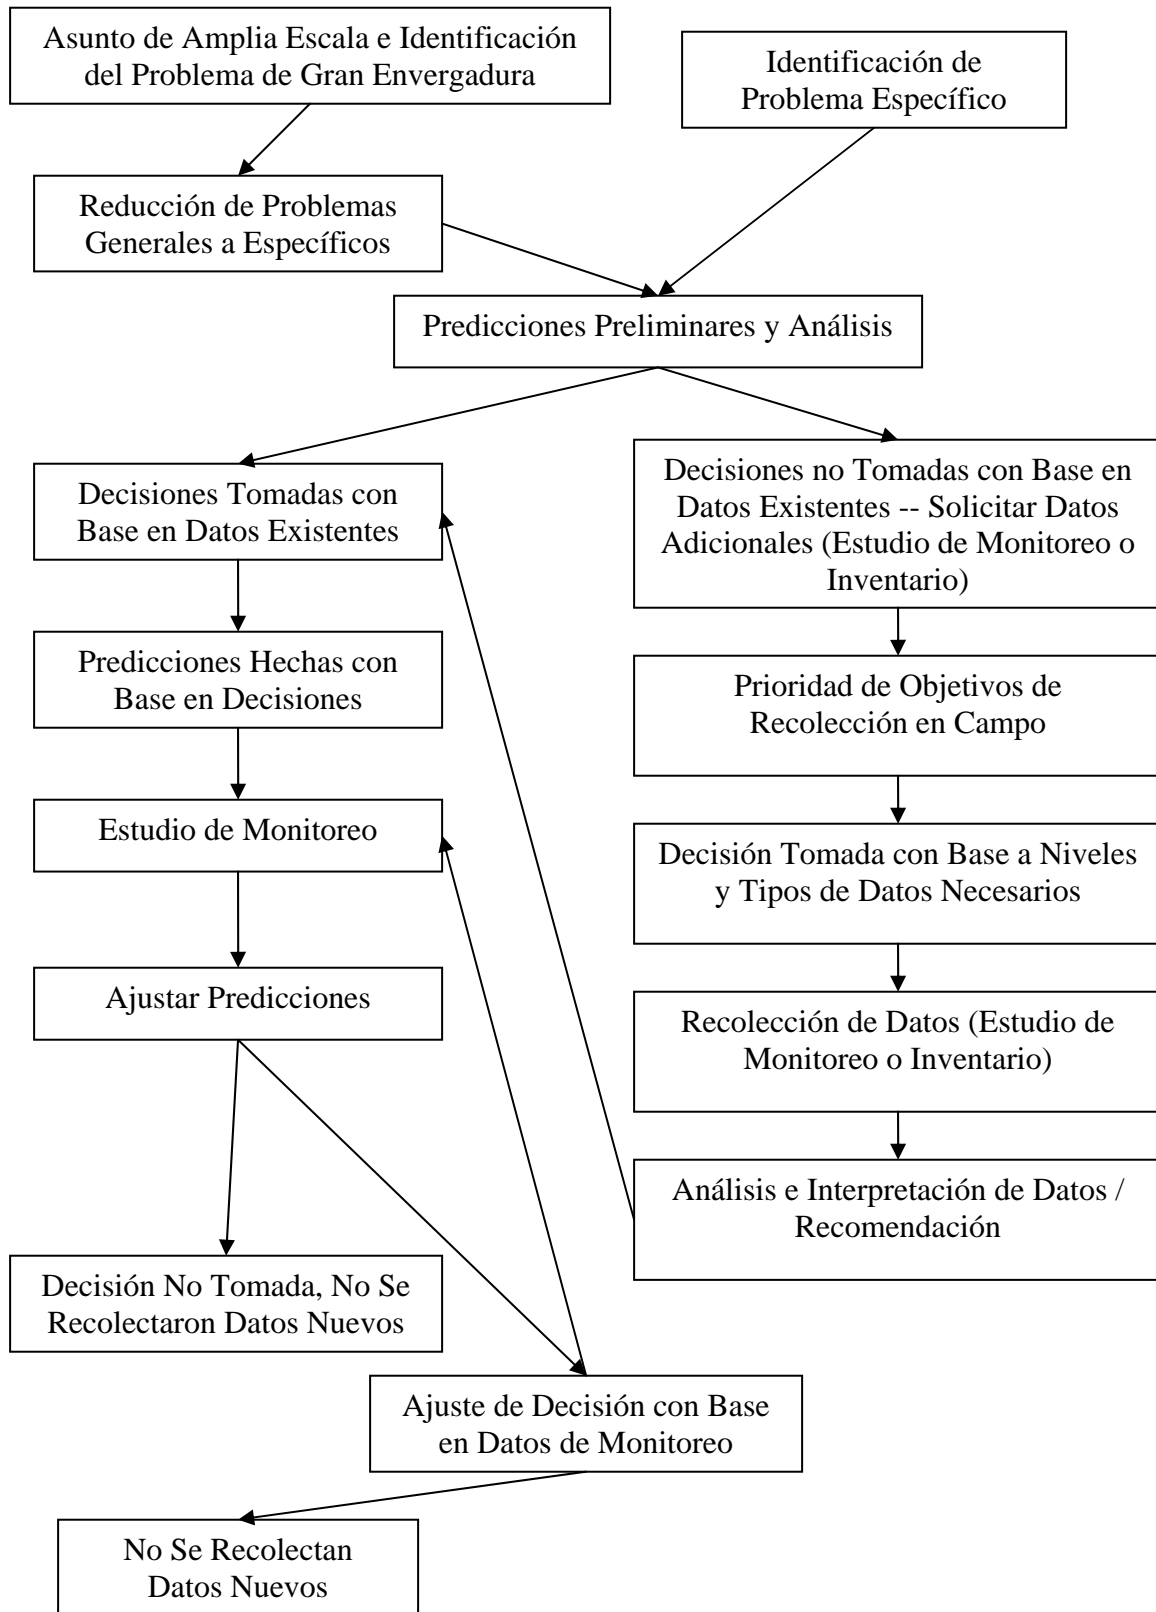 Asunto de Amplia Escala e Identificación
del Problema de Gran Envergadura
Identificación de
Problema Específico
Reducción de Problemas
Generales a Específicos
Predicciones Preliminares y Análisis
Decisiones Tomadas con
Base en Datos Existentes
Decisiones no Tomadas con Base en
Datos Existentes -- Solicitar Datos
Adicionales (Estudio de Monitoreo o
Inventario)
Predicciones Hechas con
Base en Decisiones
Prioridad de Objetivos de
Recolección en Campo
Estudio de Monitoreo
Decisión Tomada con Base a Niveles
y Tipos de Datos Necesarios
Ajustar Predicciones
Recolección de Datos (Estudio de
Monitoreo o Inventario)
Análisis e Interpretación de Datos /
Recomendación
Decisión No Tomada, No Se
Recolectaron Datos Nuevos
Ajuste de Decisión con Base
en Datos de Monitoreo
No Se Recolectan
Datos Nuevos